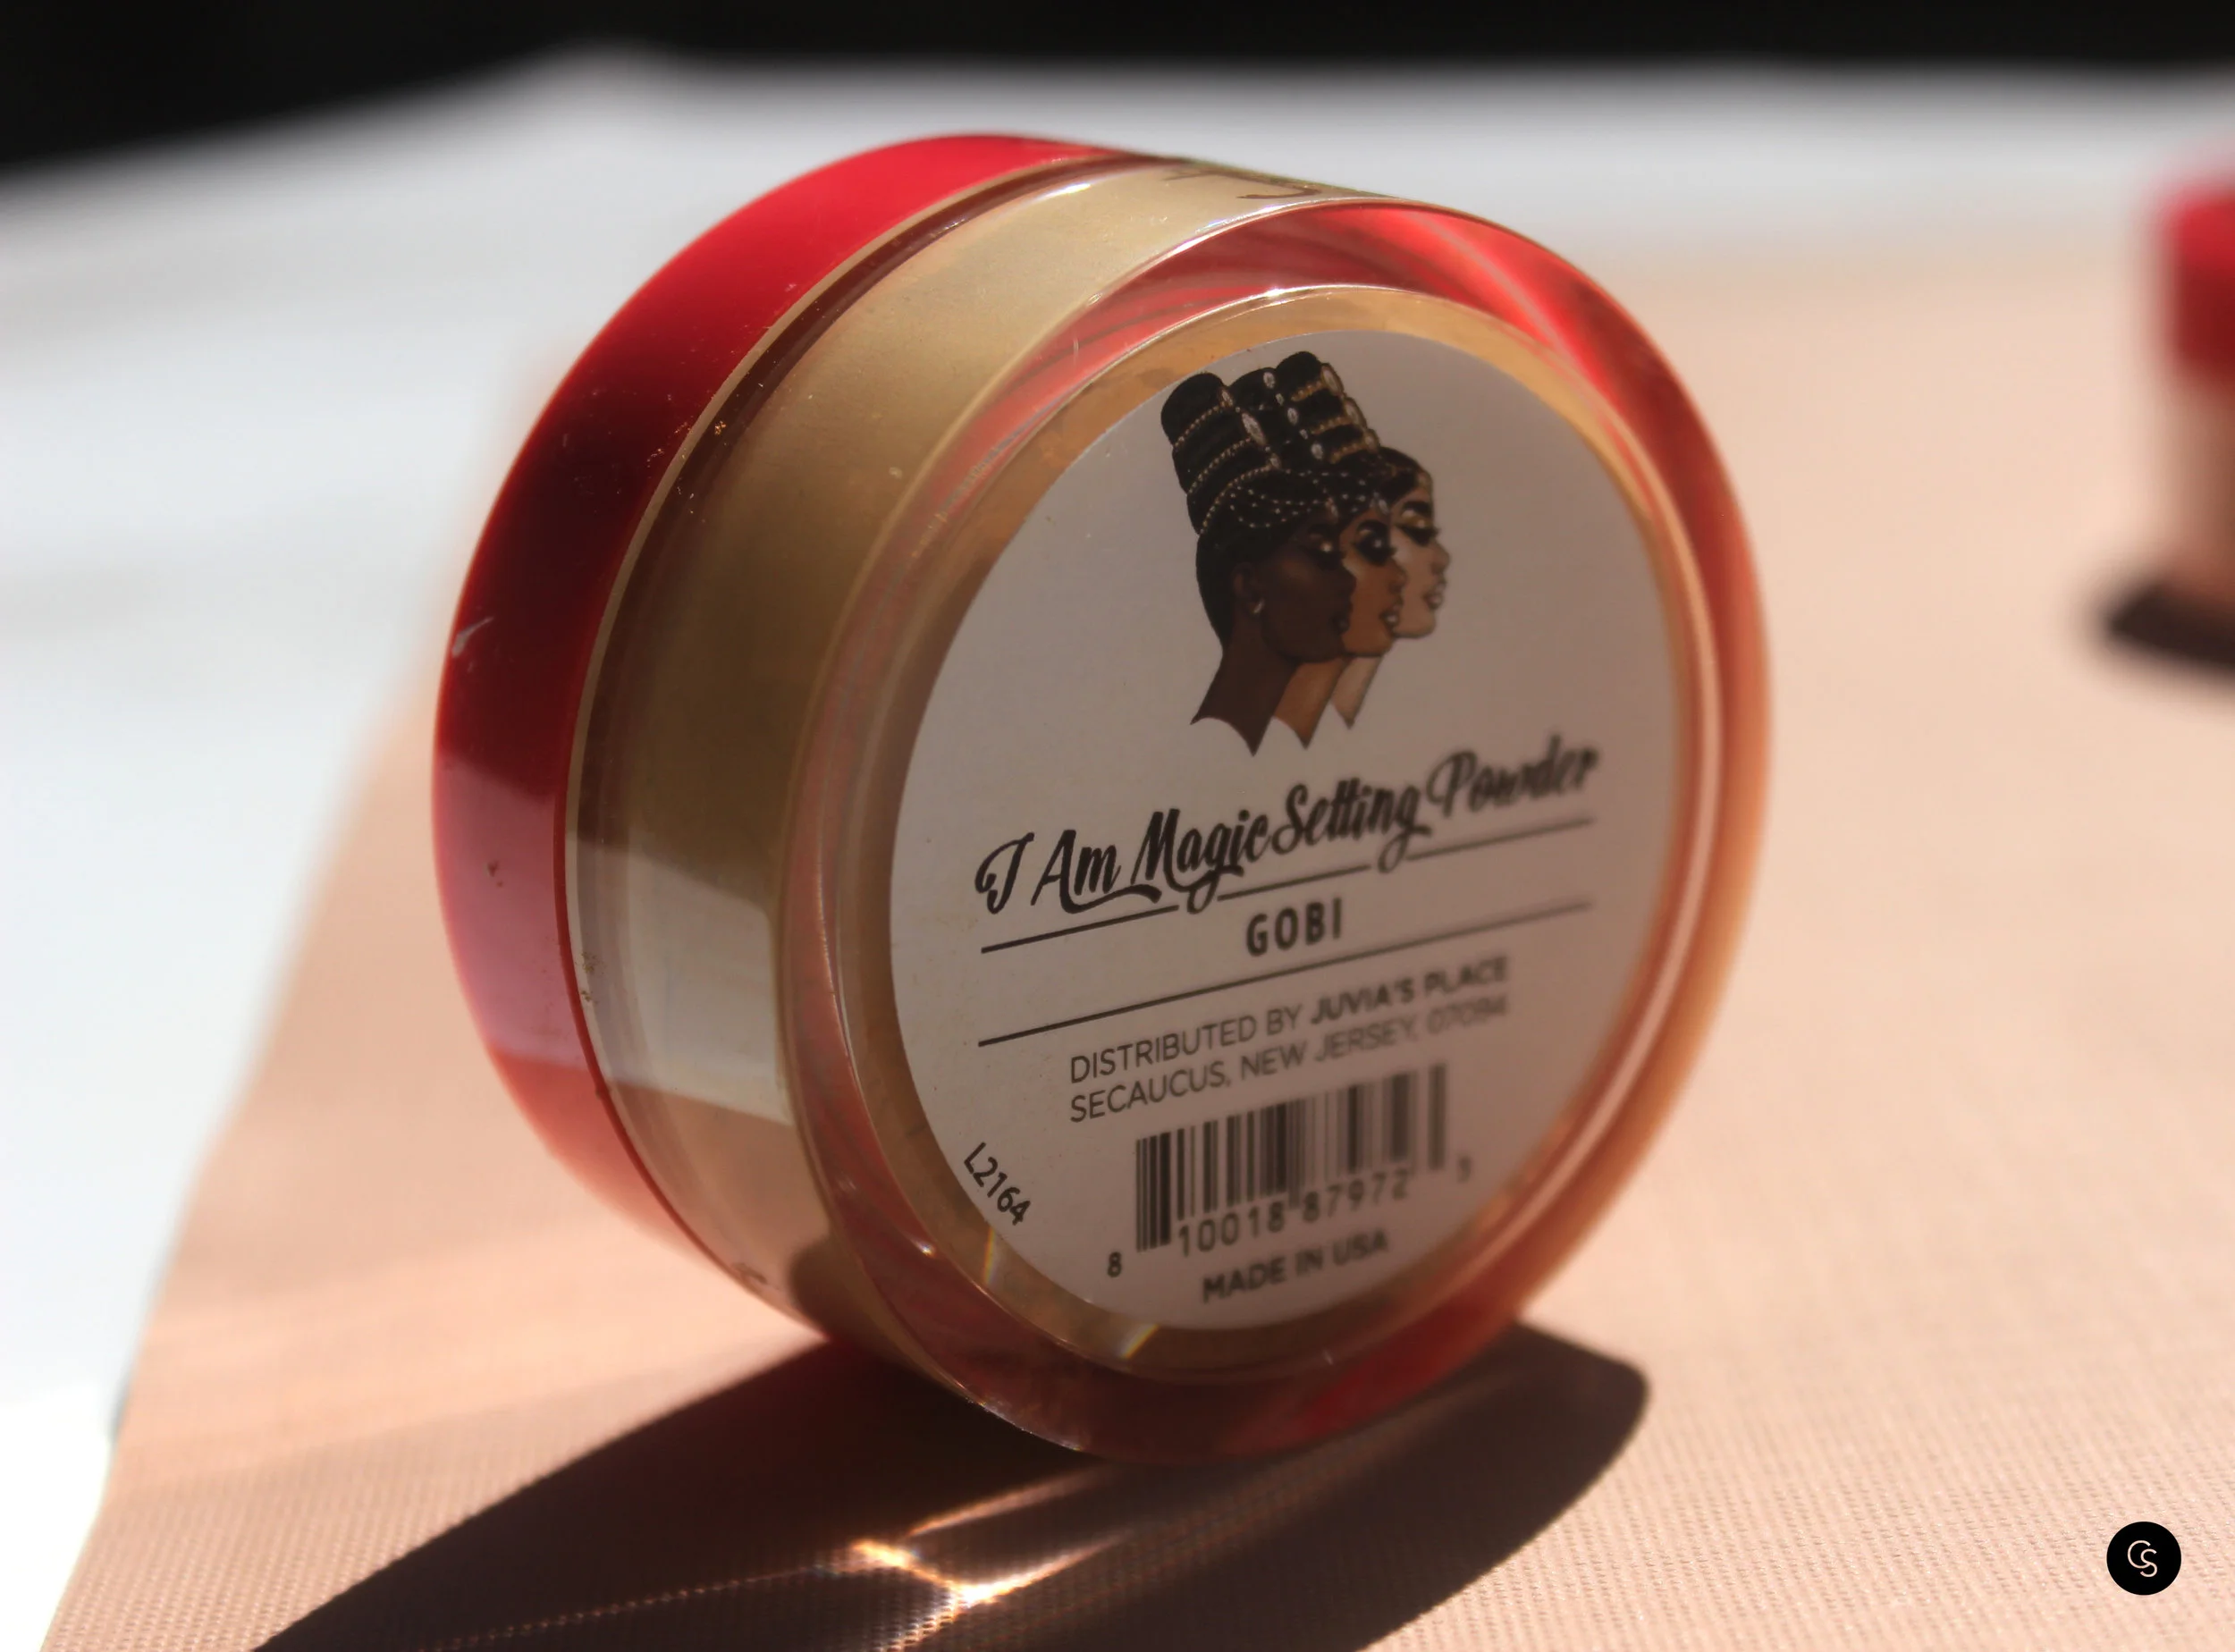 I Am Magic Setting Powder
GOBI
DISTRIBUTED BY JUVIA'S PLACE
SECAUCUS, NEW JERSEY, 07094
L2164
8 10018 87972 3
MADE IN USA
CS